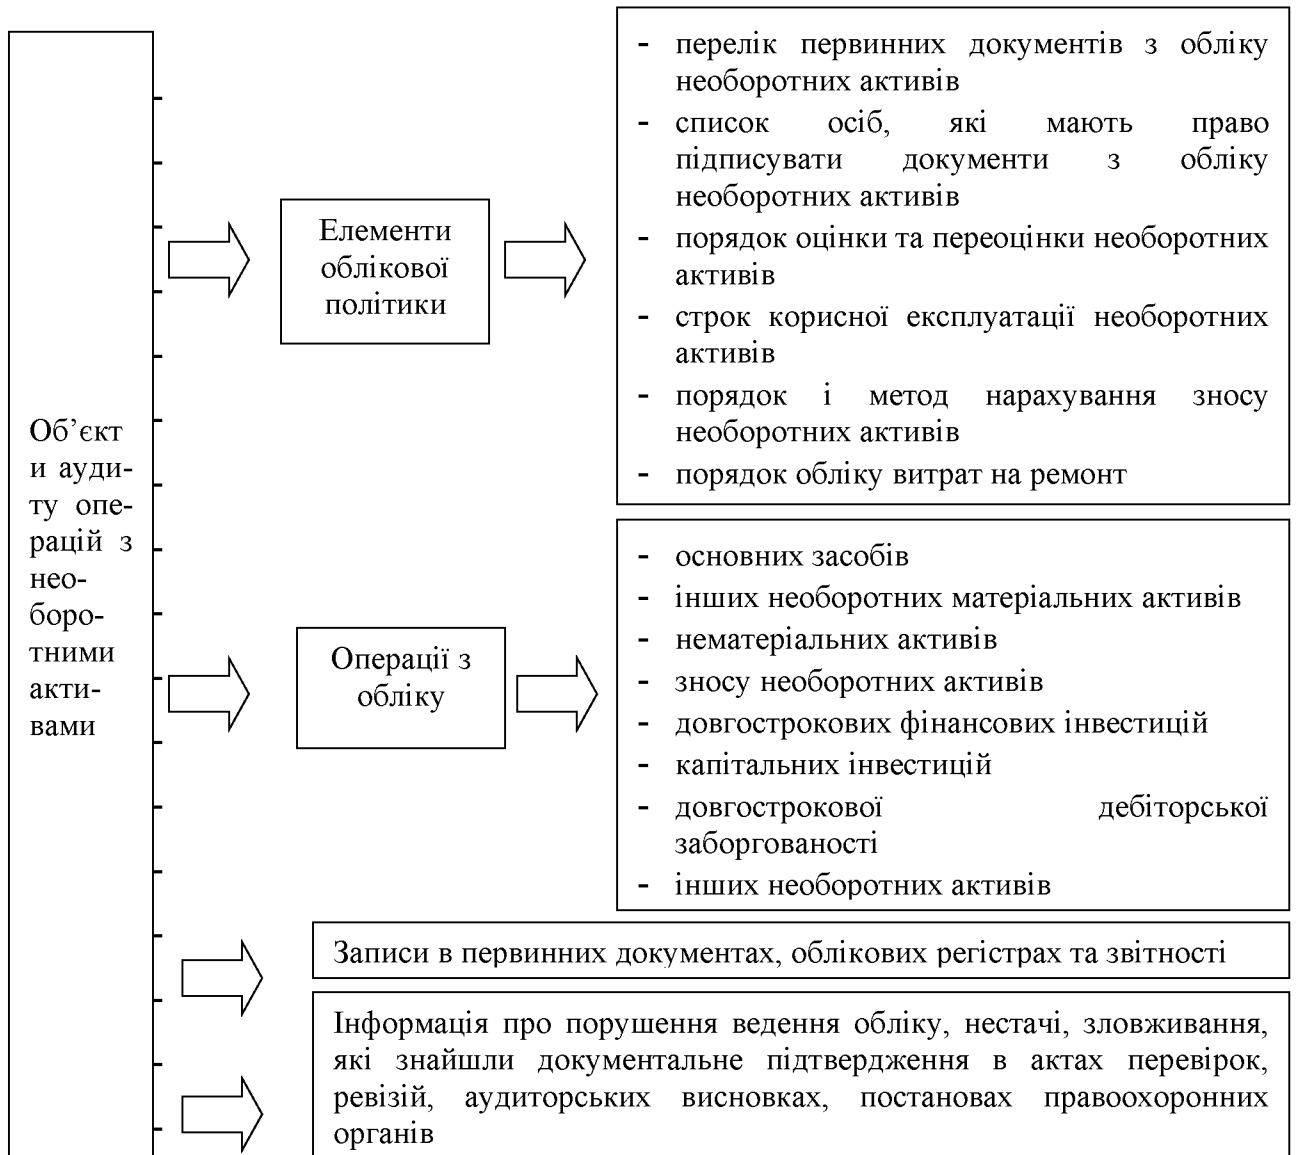 Об’єкт
и ауди-
ту опе-
рацій з
нео-
боро-
тними
акти-
вами
Елементи
облікової
політики
- перелік первинних документів з обліку
необоротних активів
- список осіб, які мають право
підписувати документи з обліку
необоротних активів
- порядок оцінки та переоцінки необоротних
активів
- строк корисної експлуатації необоротних
активів
- порядок і метод нарахування зносу
необоротних активів
- порядок обліку витрат на ремонт
Операції з
обліку
- основних засобів
- інших необоротних матеріальних активів
- нематеріальних активів
- зносу необоротних активів
- довгострокових фінансових інвестицій
- капітальних інвестицій
- довгострокової дебіторської
заборгованості
- інших необоротних активів
Записи в первинних документах, облікових регістрах та звітності
Інформація про порушення ведення обліку, нестачі, зловживання,
які знайшли документальне підтвердження в актах перевірок,
ревізій, аудиторських висновках, постановах правоохоронних
органів